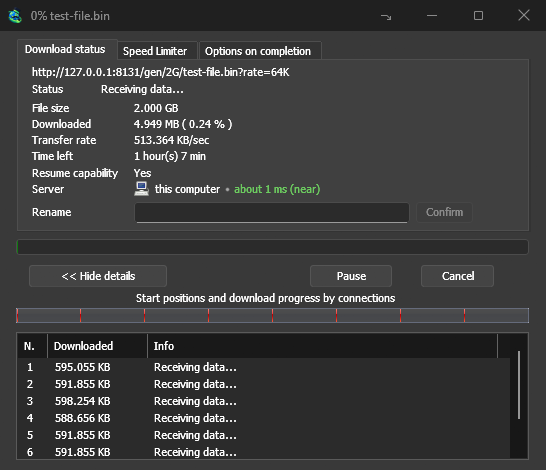 0% test-file.bin
Download status Speed Limiter Options on completion
http://127.0.0.1:8131/gen/2G/test-file.bin?rate=64K
Status Receiving data...
File size 2.000 GB
Downloaded 4.949 MB ( 0.24 % )
Transfer rate 513.364 KB/sec
Time left 1 hour(s) 7 min
Resume capability Yes
Server this computer • about 1 ms (near)
Rename Confirm
<< Hide details Pause Cancel
Start positions and download progress by connections
N. Downloaded Info
1 595.055 KB Receiving data...
2 591.855 KB Receiving data...
3 598.254 KB Receiving data...
4 588.656 KB Receiving data...
5 591.855 KB Receiving data...
6 591.855 KB Receiving data...